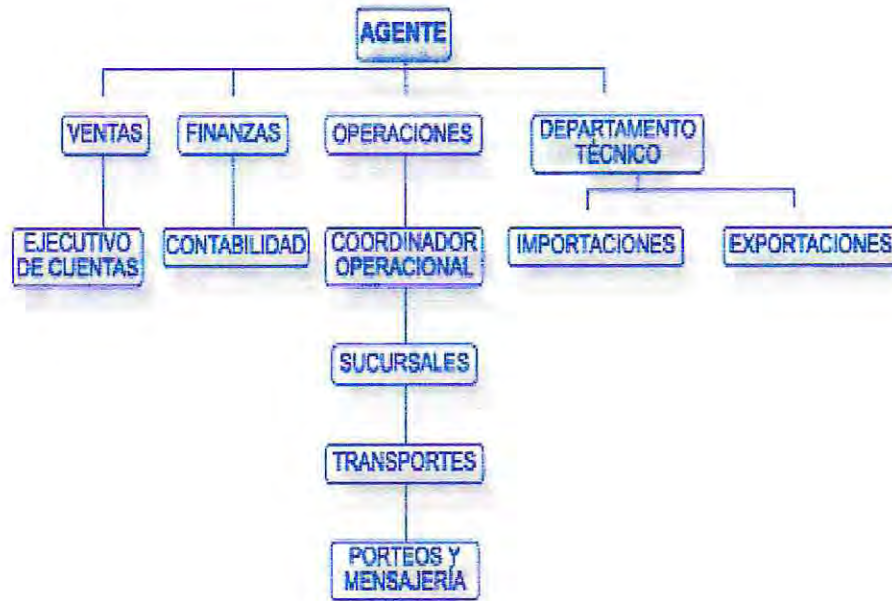 AGENTE
VENTAS
FINANZAS
OPERACIONES
DEPARTAMENTO
TÉCNICO
EJECUTIVO
DE CUENTAS
CONTABILIDAD
COORDINADOR
OPERACIONAL
IMPORTACIONES
EXPORTACIONES
SUCURSALES
TRANSPORTES
PORTEOS Y
MENSAJERÍA